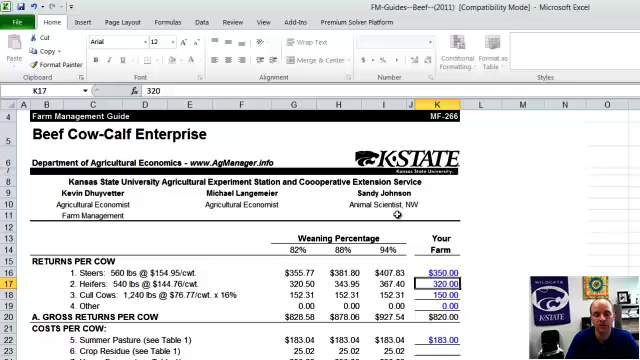 FM-Guides--Beef--(2011) [Compatibility Mode] - Microsoft Excel
File Home Insert Page Layout Formulas Data Review View Add-Ins Premium Solver Platform
Cut
Copy
Format Painter
Paste
Clipboard
Arial 12
Font
Wrap Text
Merge & Center
Alignment
Number
Conditional Formatting
Format as Table
Styles
K17 fx 320
A B C D E F G H I J K L M N O
4 Farm Management Guide MF-266
5 Beef Cow-Calf Enterprise
6 Department of Agricultural Economics - www.AgManager.info K-STATE
Kansas State University
7
8 Kansas State University Agricultural Experiment Station and Coooperative Extension Service
9 Kevin Dhuyvetter Michael Langemeier Sandy Johnson
10 Agricultural Economist Agricultural Economist Animal Scientist, NW
11 Farm Management
12
13 Weaning Percentage Your
14 82% 88% 94% Farm
15 RETURNS PER COW
16 1. Steers: 560 lbs @ $154.95/cwt. $355.77 $381.80 $407.83 $350.00
17 2. Heifers: 540 lbs @ $144.76/cwt. 320.50 343.95 367.40 320.00
18 3. Cull Cows: 1,240 lbs @ $76.77/cwt. x 16% 152.31 152.31 152.31 150.00
19 4. Other 0.00 0.00 0.00 0.00
20 A. GROSS RETURNS $828.58 $878.06 $927.54 $820.00
21 COSTS PER COW:
22 5. Summer Pasture (see Table 1) $183.04 $183.04 $183.04 $183.00
23 6. Crop Residue (see Table 1) 25.02 25.02 25.02